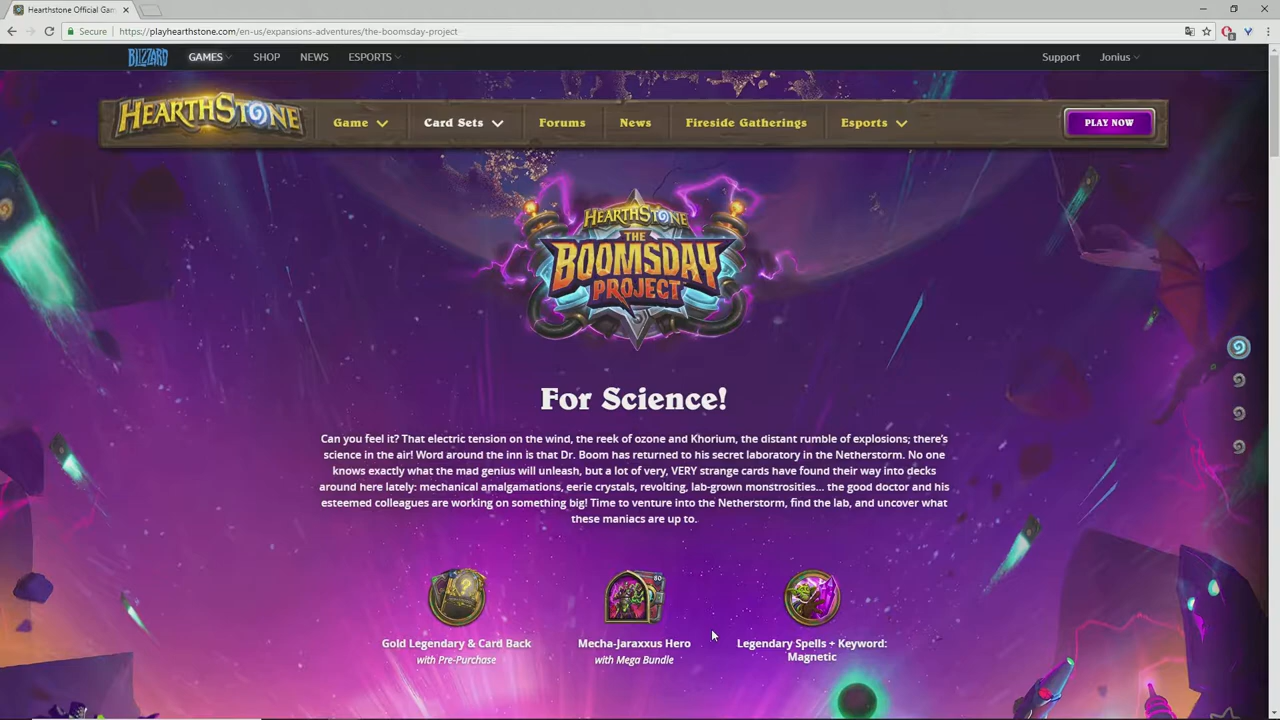 Hearthstone Official Gam
Secure
https://playhearthstone.com/en-us/expansions-adventures/the-boomsday-project
BLIZZARD
GAMES
SHOP
NEWS
ESPORTS
Support
Jonius
HEARTHSTONE
Game
Card Sets
Forums
News
Fireside Gatherings
Esports
PLAY NOW
HEARTHSTONE
THE
BOOMSDAY
PROJECT
For Science!
Can you feel it? That electric tension on the wind, the reek of ozone and Khorium, the distant rumble of explosions; there's
science in the air! Word around the inn is that Dr. Boom has returned to his secret laboratory in the Netherstorm. No one
knows exactly what the mad genius will unleash, but a lot of very, VERY strange cards have found their way into decks
around here lately: mechanical amalgamations, eerie crystals, revolting, lab-grown monstrosities... the good doctor and his
esteemed colleagues are working on something big! Time to venture into the Netherstorm, find the lab, and uncover what
these maniacs are up to.
80
Gold Legendary & Card Back
with Pre-Purchase
Mecha-Jaraxxus Hero
with Mega Bundle
Legendary Spells + Keyword:
Magnetic